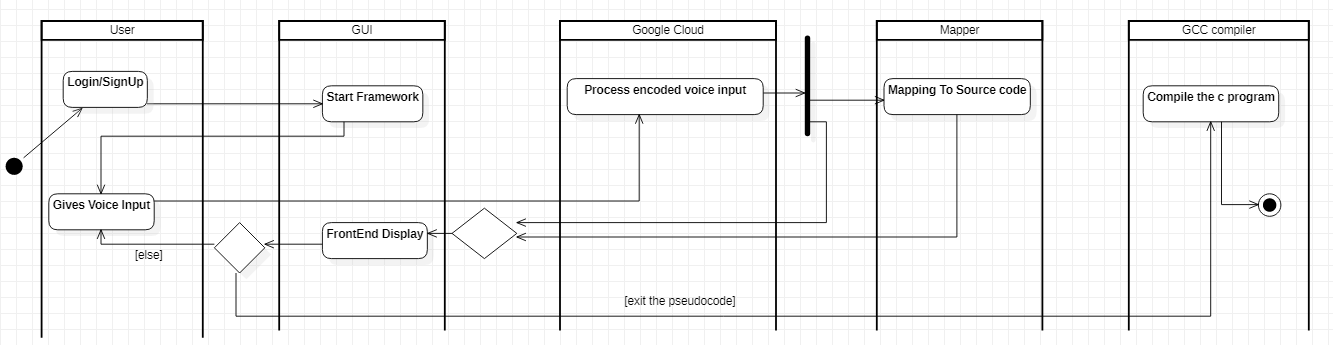 User
GUI
Google Cloud
Mapper
GCC compiler
Login/SignUp
Start Framework
Process encoded voice input
Mapping To Source code
Compile the c program
Gives Voice Input
FrontEnd Display
[else]
[exit the pseudocode]